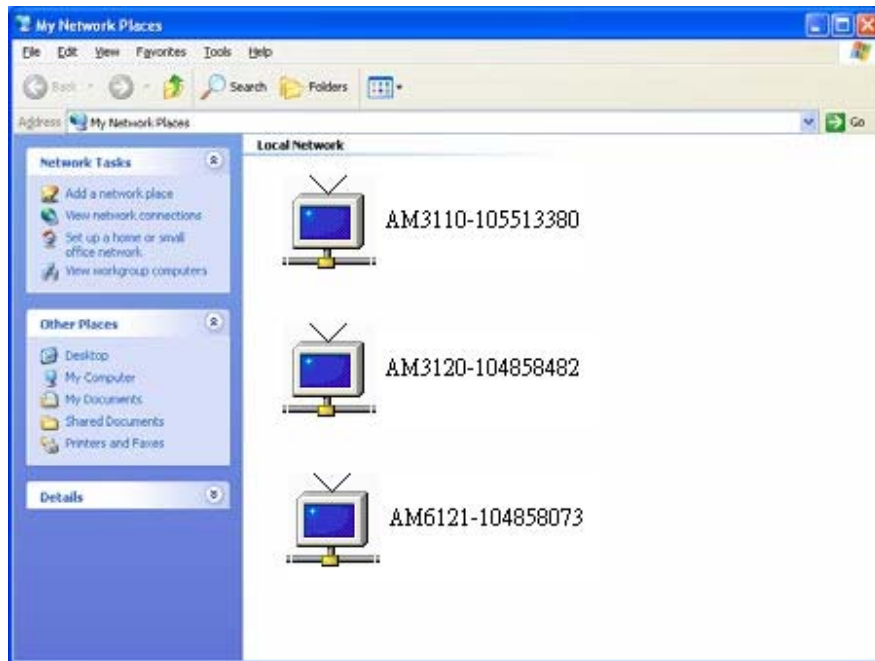 My Network Places
File Edit View Favorites Tools Help
Back Search Folders
Address My Network Places Go
Network Tasks
Add a network place
View network connections
Set up a home or small
office network
View workgroup computers
Other Places
Desktop
My Computer
My Documents
Shared Documents
Printers and Faxes
Details
Local Network
AM3110-105513380
AM3120-104858482
AM6121-104858073